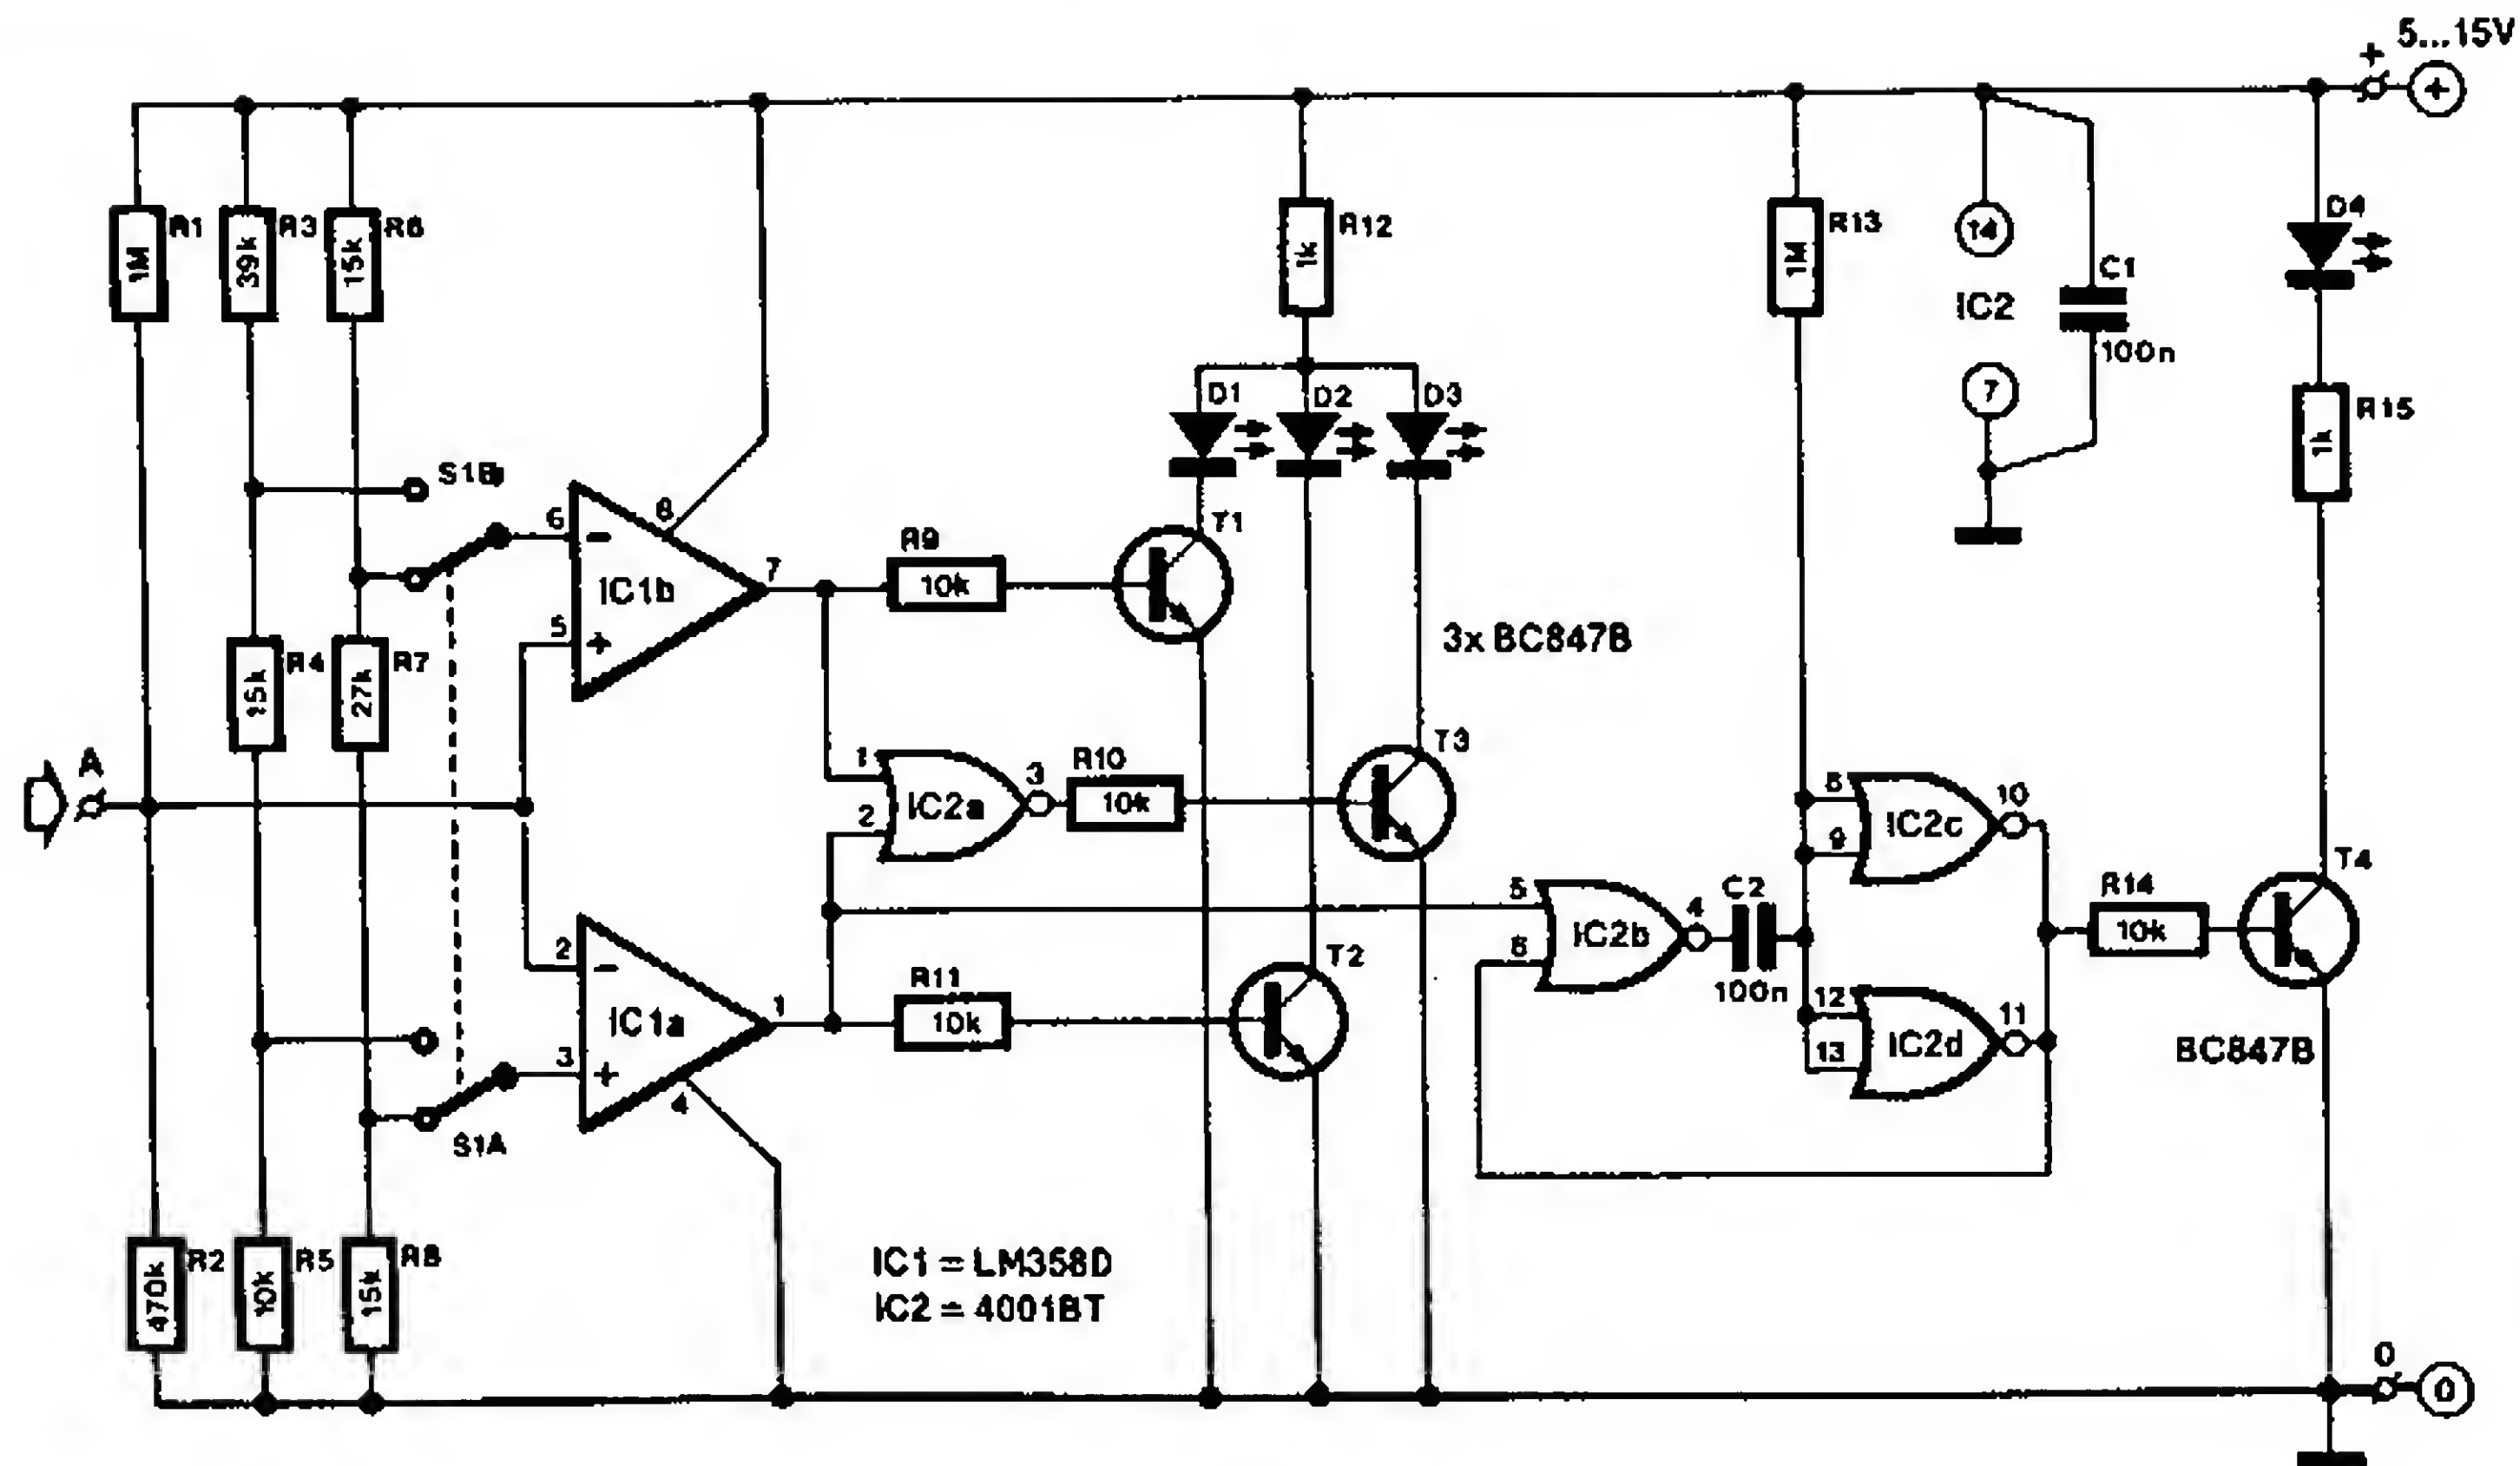 5...15V
+
+
R1
1M
R3
39k
R6
15k
R12
1k
R13
1M
14
IC2
7
C1
100n
D4
R15
1k
D1
D2
D3
S1B
6
8
IC1b
7
5
+
R9
10k
T1
3x BC847B
R4
15k
R7
27k
A
1
2
IC2a
3
R10
10k
T3
8
9
IC2c
10
5
6
IC2b
4
C2
100n
R14
10k
T4
2
IC1a
1
3
+
4
R11
10k
T2
12
13
IC2d
11
BC847B
S1A
R2
470k
R5
10k
R8
15k
IC1 = LM358D
IC2 = 4001BT
0
0